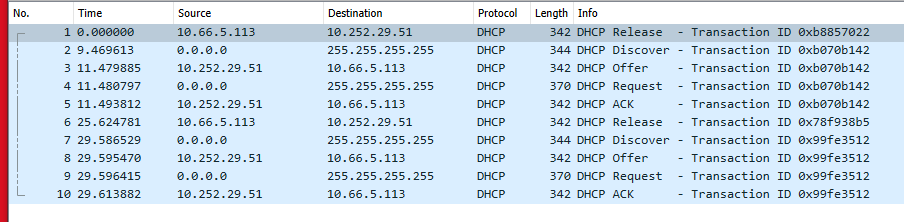 No. Time Source Destination Protocol Length Info
1 0.000000 10.66.5.113 10.252.29.51 DHCP 342 DHCP Release - Transaction ID 0xb8857022
2 9.469613 0.0.0.0 255.255.255.255 DHCP 344 DHCP Discover - Transaction ID 0xb070b142
3 11.479885 10.252.29.51 10.66.5.113 DHCP 342 DHCP Offer - Transaction ID 0xb070b142
4 11.480797 0.0.0.0 255.255.255.255 DHCP 370 DHCP Request - Transaction ID 0xb070b142
5 11.493812 10.252.29.51 10.66.5.113 DHCP 342 DHCP ACK - Transaction ID 0xb070b142
6 25.624781 10.66.5.113 10.252.29.51 DHCP 342 DHCP Release - Transaction ID 0x78f938b5
7 29.586529 0.0.0.0 255.255.255.255 DHCP 344 DHCP Discover - Transaction ID 0x99fe3512
8 29.595470 10.252.29.51 10.66.5.113 DHCP 342 DHCP Offer - Transaction ID 0x99fe3512
9 29.596415 0.0.0.0 255.255.255.255 DHCP 370 DHCP Request - Transaction ID 0x99fe3512
10 29.613882 10.252.29.51 10.66.5.113 DHCP 342 DHCP ACK - Transaction ID 0x99fe3512